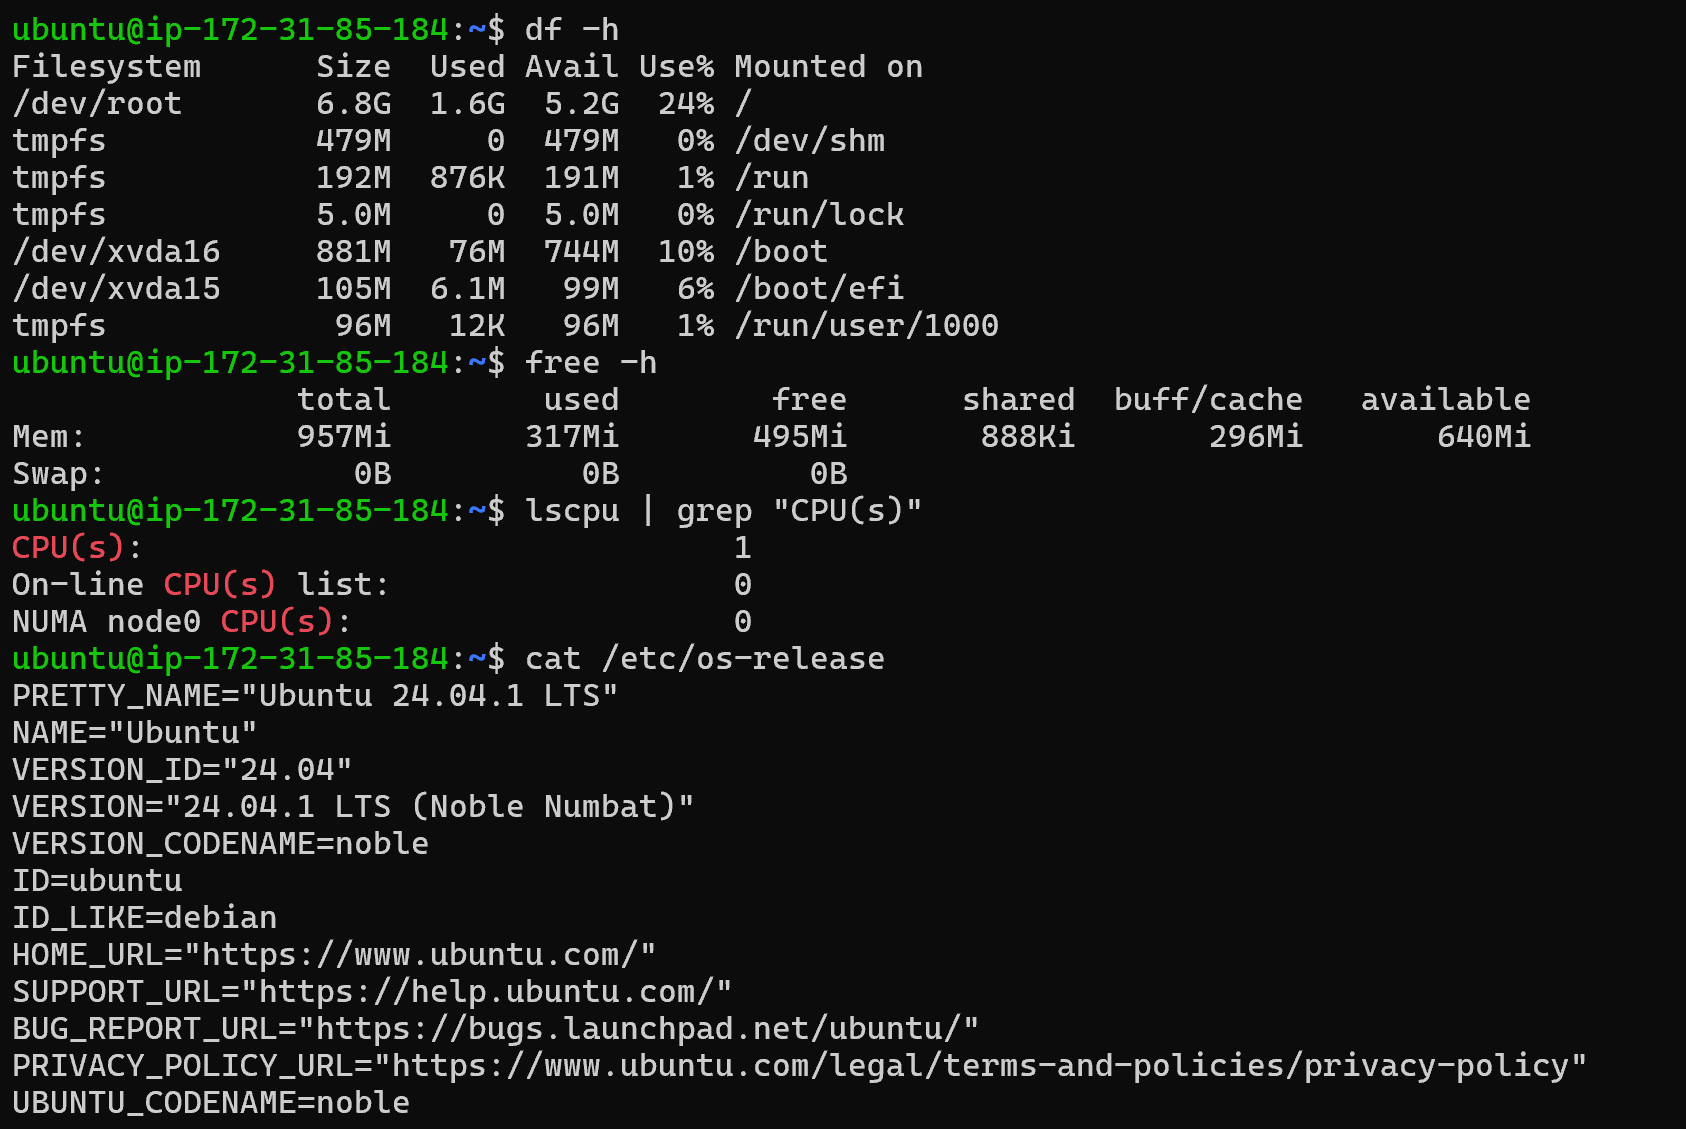 ubuntu@ip-172-31-85-184:~$ df -h
Filesystem      Size  Used Avail Use% Mounted on
/dev/root       6.8G  1.6G  5.2G  24% /
tmpfs           479M     0  479M   0% /dev/shm
tmpfs           192M  876K  191M   1% /run
tmpfs           5.0M     0  5.0M   0% /run/lock
/dev/xvda16     881M   76M  744M  10% /boot
/dev/xvda15     105M  6.1M   99M   6% /boot/efi
tmpfs            96M   12K   96M   1% /run/user/1000
ubuntu@ip-172-31-85-184:~$ free -h
               total        used        free      shared  buff/cache   available
Mem:           957Mi       317Mi       495Mi       888Ki       296Mi       640Mi
Swap:             0B          0B          0B
ubuntu@ip-172-31-85-184:~$ lscpu | grep "CPU(s)"
CPU(s):                               1
On-line CPU(s) list:                  0
NUMA node0 CPU(s):                    0
ubuntu@ip-172-31-85-184:~$ cat /etc/os-release
PRETTY_NAME="Ubuntu 24.04.1 LTS"
NAME="Ubuntu"
VERSION_ID="24.04"
VERSION="24.04.1 LTS (Noble Numbat)"
VERSION_CODENAME=noble
ID=ubuntu
ID_LIKE=debian
HOME_URL="https://www.ubuntu.com/"
SUPPORT_URL="https://help.ubuntu.com/"
BUG_REPORT_URL="https://bugs.launchpad.net/ubuntu/"
PRIVACY_POLICY_URL="https://www.ubuntu.com/legal/terms-and-policies/privacy-policy"
UBUNTU_CODENAME=noble